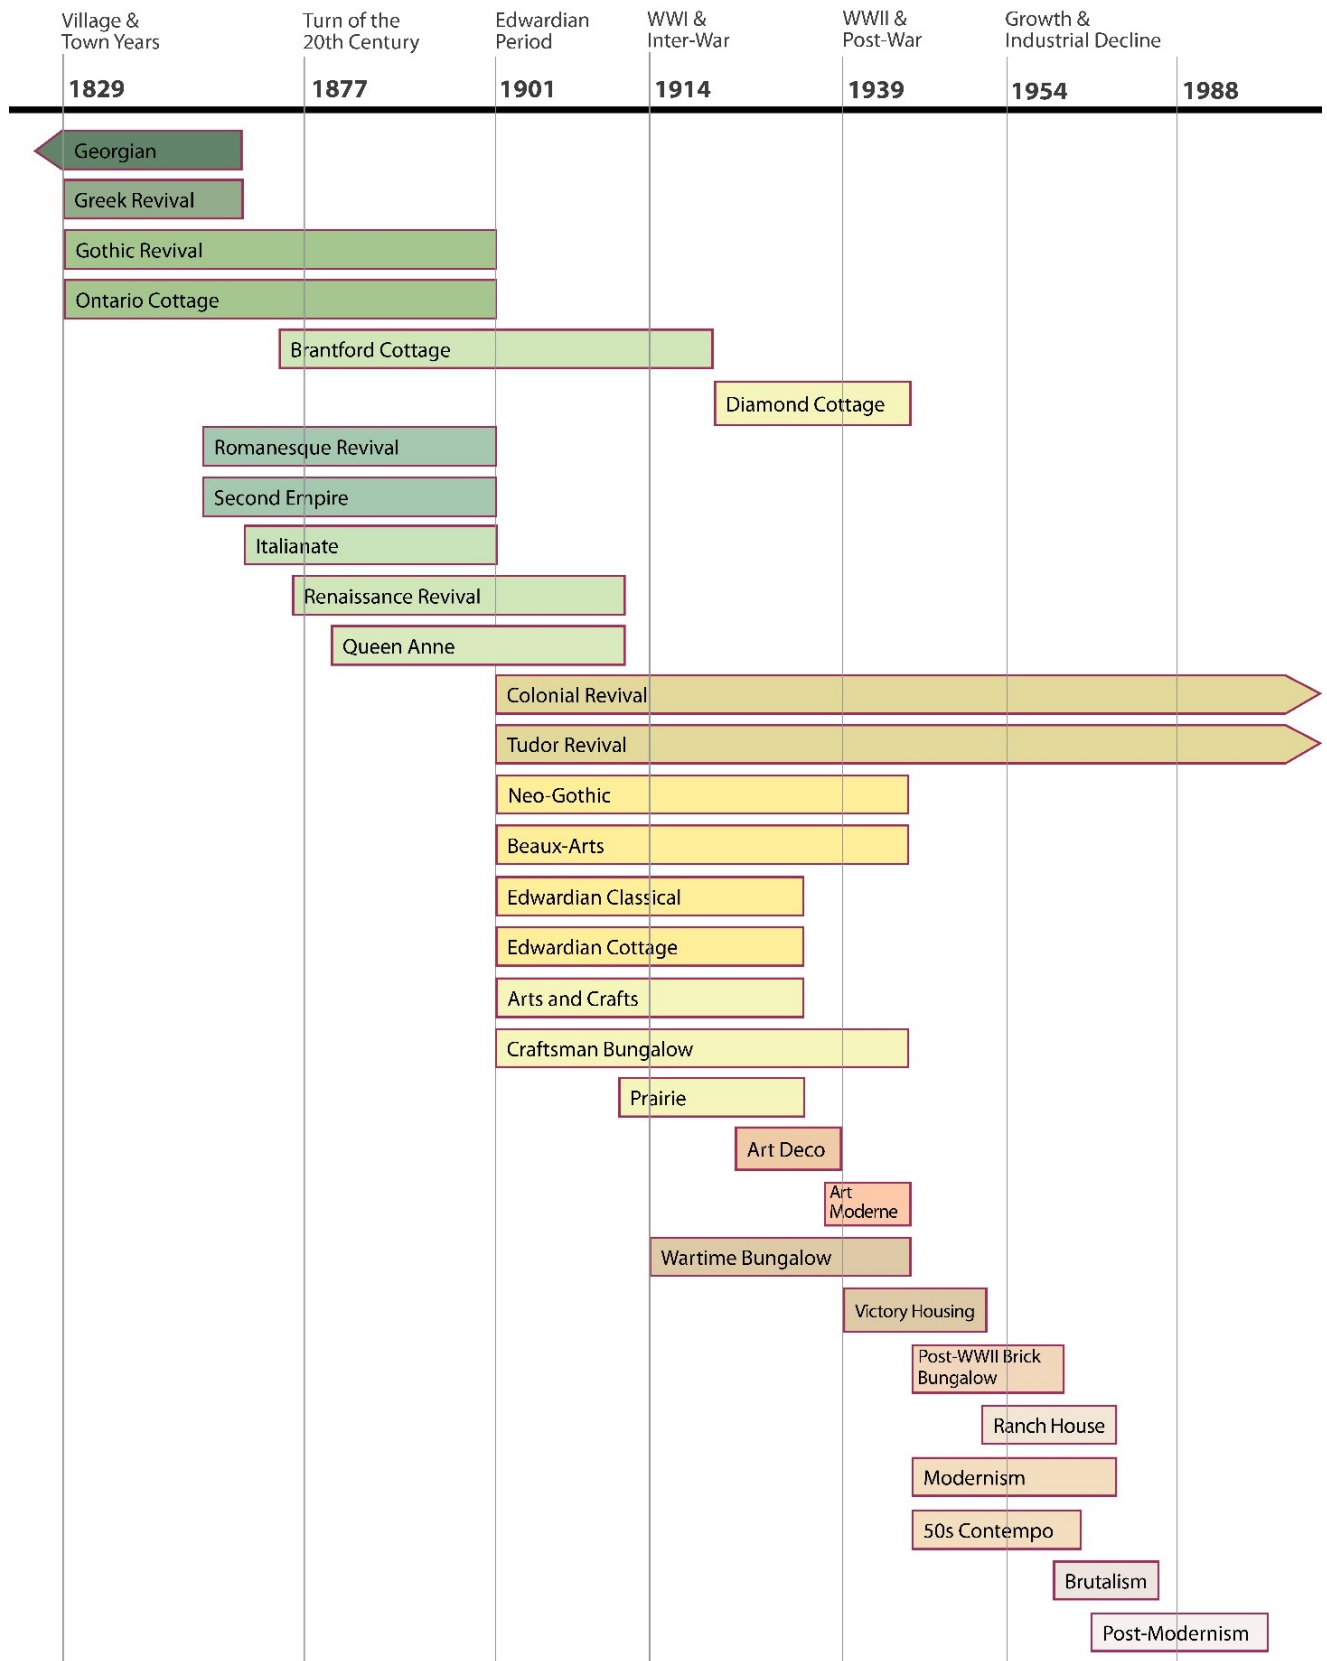 Village &
Town Years
Turn of the
20th Century
Edwardian
Period
WWI &
Inter-War
WWII &
Post-War
Growth &
Industrial Decline
1829
1877
1901
1914
1939
1954
1988
Georgian
Greek Revival
Gothic Revival
Ontario Cottage
Brantford Cottage
Diamond Cottage
Romanesque Revival
Second Empire
Italianate
Renaissance Revival
Queen Anne
Colonial Revival
Tudor Revival
Neo-Gothic
Beaux-Arts
Edwardian Classical
Edwardian Cottage
Arts and Crafts
Craftsman Bungalow
Prairie
Art Deco
Art
Moderne
Wartime Bungalow
Victory Housing
Post-WWII Brick
Bungalow
Ranch House
Modernism
50s Contempo
Brutalism
Post-Modernism